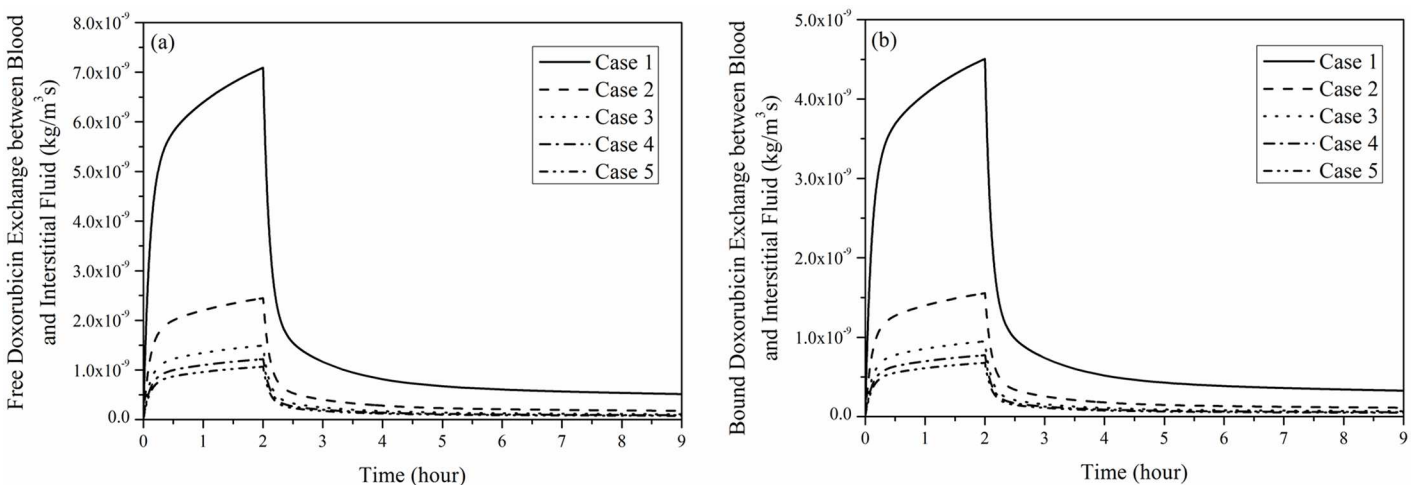 (a)
Free Doxorubicin Exchange between Blood
and Interstitial Fluid (kg/m³s)
8.0x10⁻⁹
7.0x10⁻⁹
6.0x10⁻⁹
5.0x10⁻⁹
4.0x10⁻⁹
3.0x10⁻⁹
2.0x10⁻⁹
1.0x10⁻⁹
0.0
Case 1
Case 2
Case 3
Case 4
Case 5
0 1 2 3 4 5 6 7 8 9
Time (hour)
(b)
Bound Doxorubicin Exchange between Blood
and Interstitial Fluid (kg/m³s)
5.0x10⁻⁹
4.0x10⁻⁹
3.0x10⁻⁹
2.0x10⁻⁹
1.0x10⁻⁹
0.0
Case 1
Case 2
Case 3
Case 4
Case 5
0 1 2 3 4 5 6 7 8 9
Time (hour)